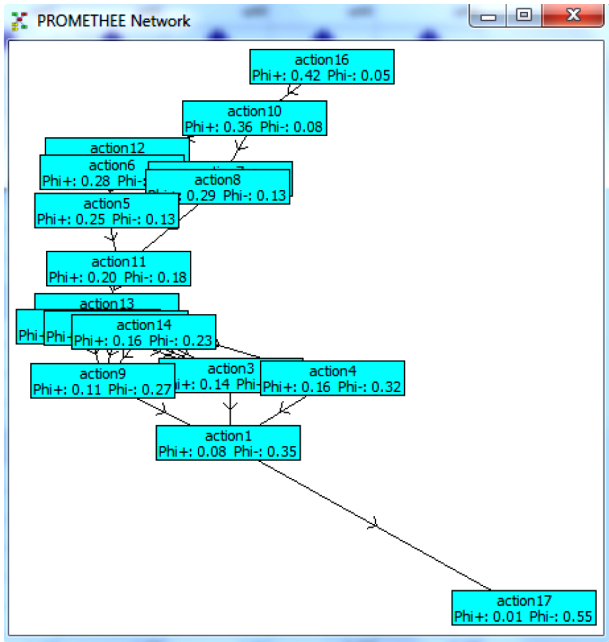 PROMETHEE Network
action16
Phi+: 0.42 Phi-: 0.05
action10
Phi+: 0.36 Phi-: 0.08
action12
action6
Phi+: 0.28 Phi-:
action8
0.29 Phi-: 0.13
action5
Phi+: 0.25 Phi-: 0.13
action11
Phi+: 0.20 Phi-: 0.18
action13
action14
Phi+: 0.16 Phi-: 0.23
action3
action4
action9
0.14 Phi-
Phi+: 0.16 Phi-: 0.32
Phi+: 0.11 Phi-: 0.27
action1
Phi+: 0.08 Phi-: 0.35
action17
Phi+: 0.01 Phi-: 0.55